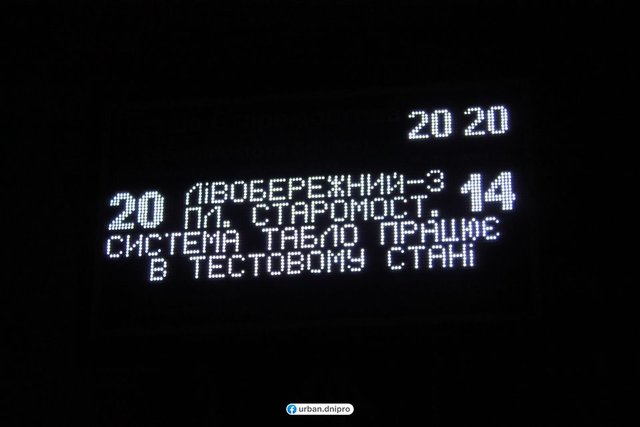 20 20
20 ЛІВОБЕРЕЖНИЙ-3 14
ПЛ. СТАРОМОСТ.
СИСТЕМА ТАБЛО ПРАЦЮЄ
В ТЕСТОВОМУ СТАНІ
urban.dnipro